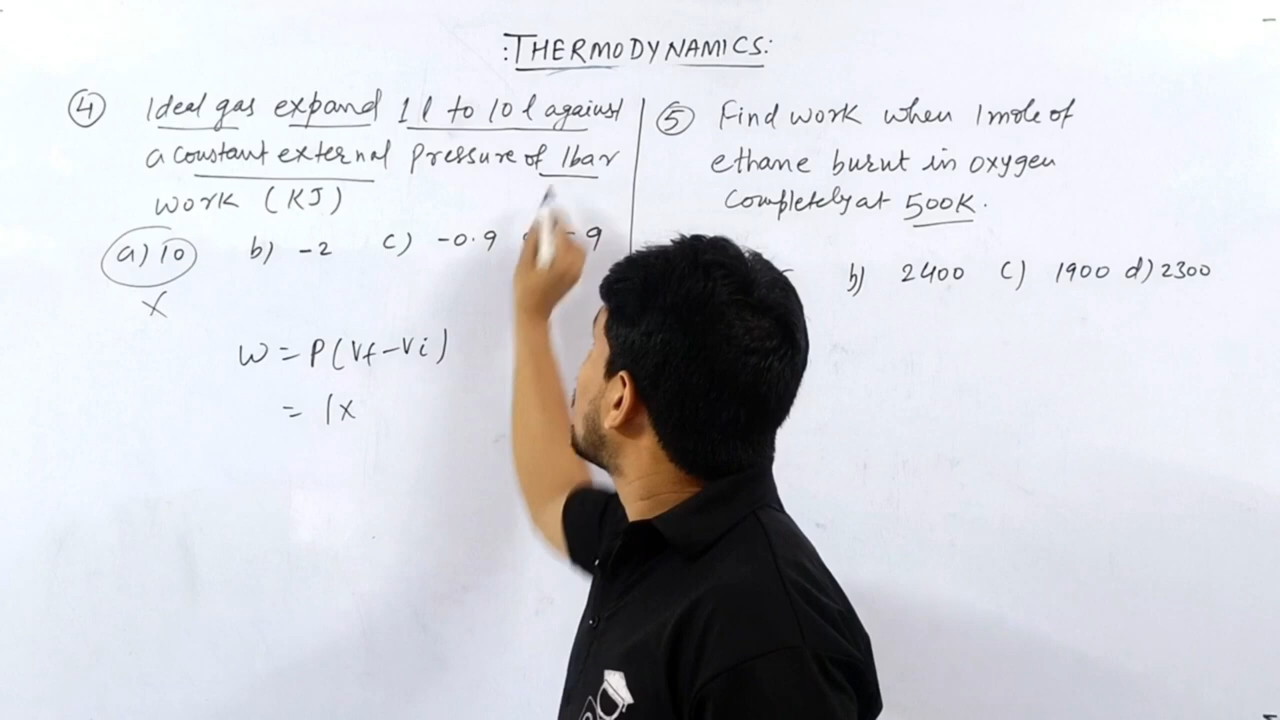 :THERMODYNAMICS:
④ Ideal gas expand 1 l to 10 l against
a constant external pressure of 1bar
work (KJ)
a) 10 b) -2 c) -0.9 -9
X
W = P(Vf-Vi)
= 1x
⑤ Find work when 1 mole of
ethane burnt in oxygen
Completely at 500K.
b) 2400 c) 1900 d) 2300